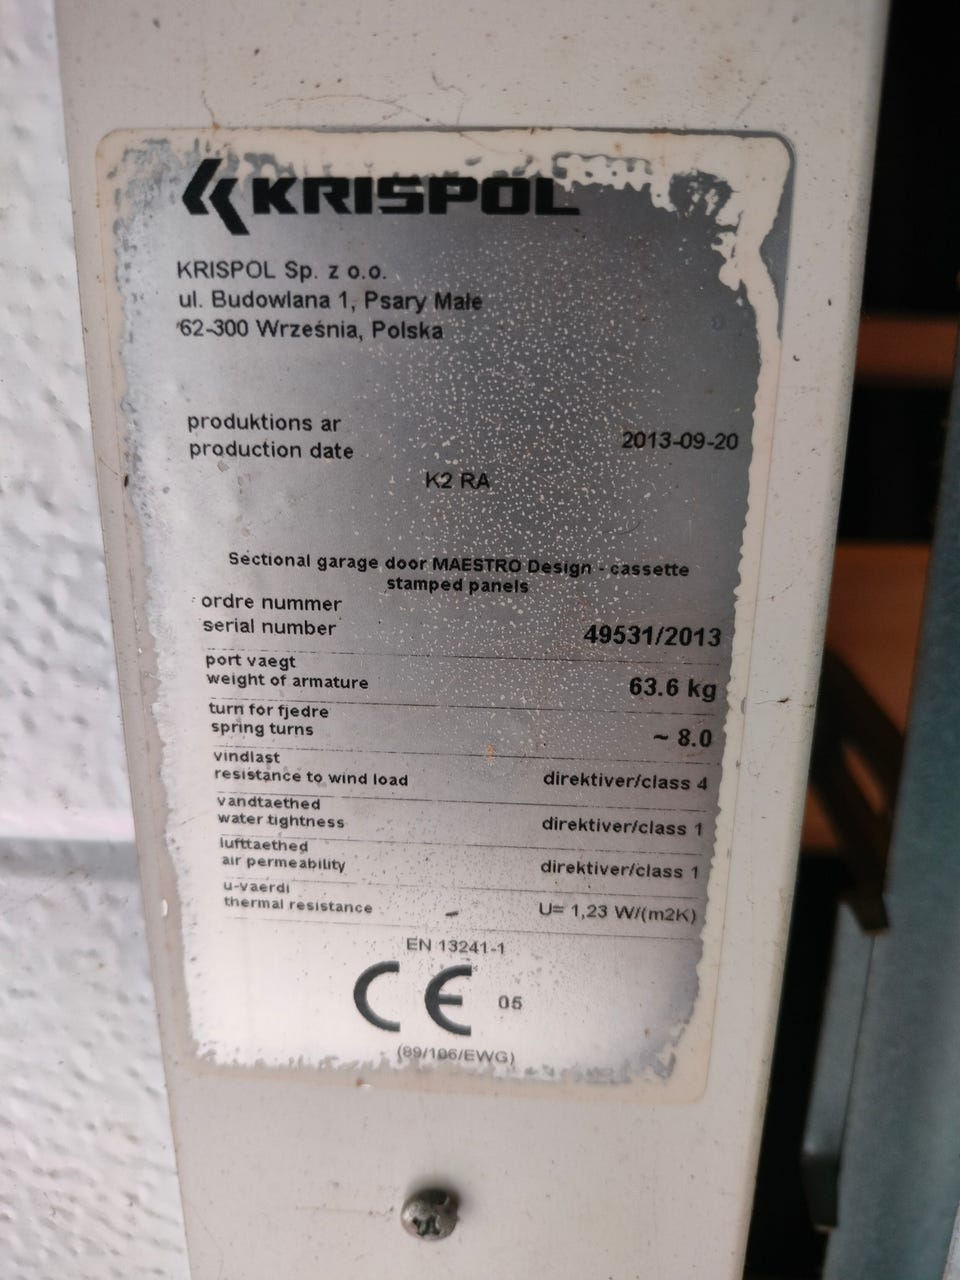 KRISPOL
KRISPOL Sp. z o.o.
ul. Budowlana 1, Psary Małe
62-300 Września, Polska
produktions ar
production date
2013-09-20
K2 RA
Sectional garage door MAESTRO Design - cassette
stamped panels
ordre nummer
serial number
49531/2013
port vaegt
weight of armature
63.6 kg
turn for fjedre
spring turns
~ 8.0
vindlast
resistance to wind load
direktiver/class 4
vandtaethed
water tightness
direktiver/class 1
lufttaethed
air permeability
direktiver/class 1
u-vaerdi
thermal resistance
U= 1,23 W/(m2K)
EN 13241-1
CE 05
(89/106/EWG)